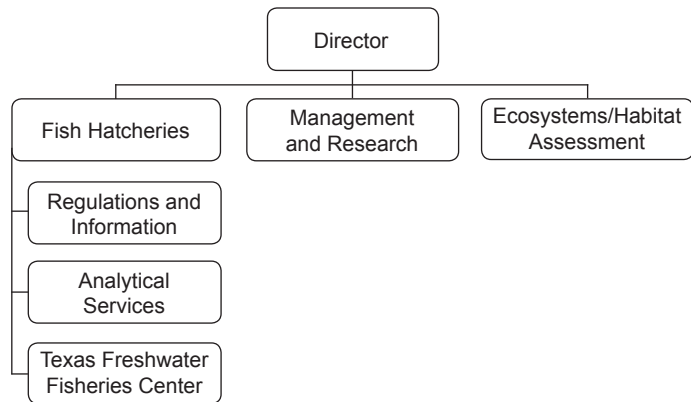 Director
Fish Hatcheries
Management
and Research
Ecosystems/Habitat
Assessment
Regulations and
Information
Analytical
Services
Texas Freshwater
Fisheries Center